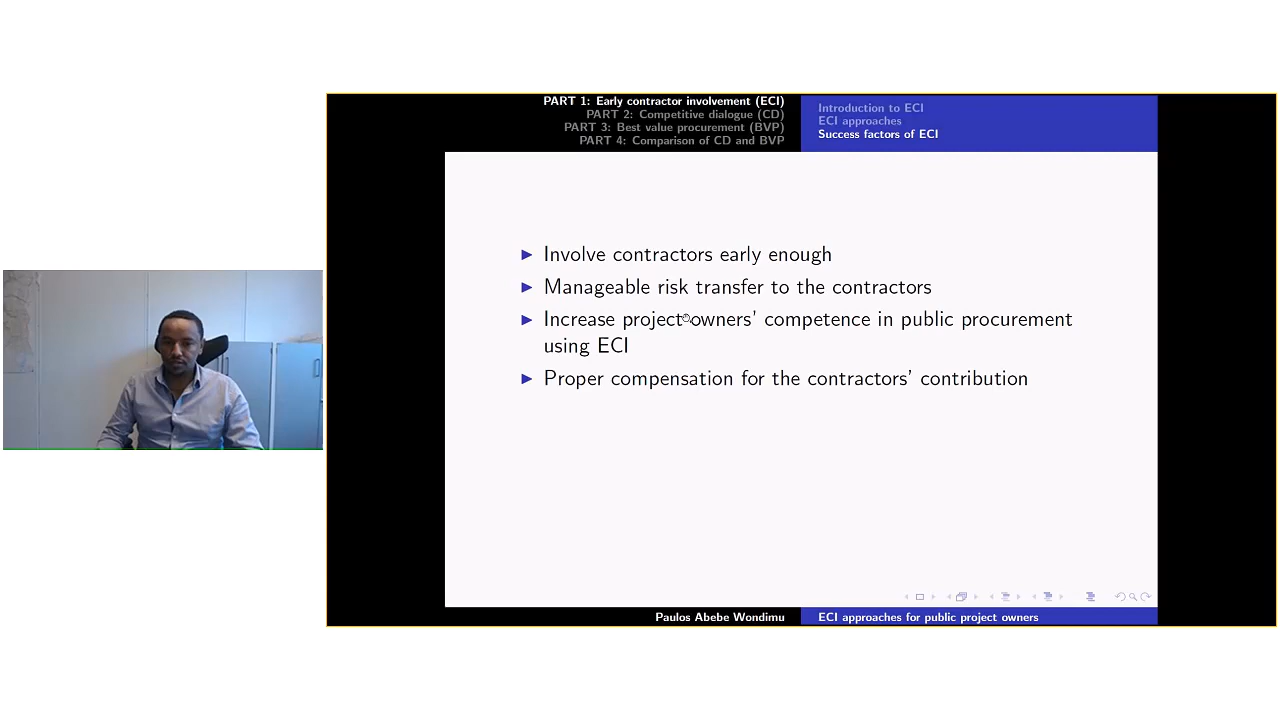 PART 1: Early contractor involvement (ECI)
PART 2: Competitive dialogue (CD)
PART 3: Best value procurement (BVP)
PART 4: Comparison of CD and BVP
Introduction to ECI
ECI approaches
Success factors of ECI
Involve contractors early enough
Manageable risk transfer to the contractors
Increase project owners' competence in public procurement
using ECI
Proper compensation for the contractors' contribution
Paulos Abebe Wondimu
ECI approaches for public project owners